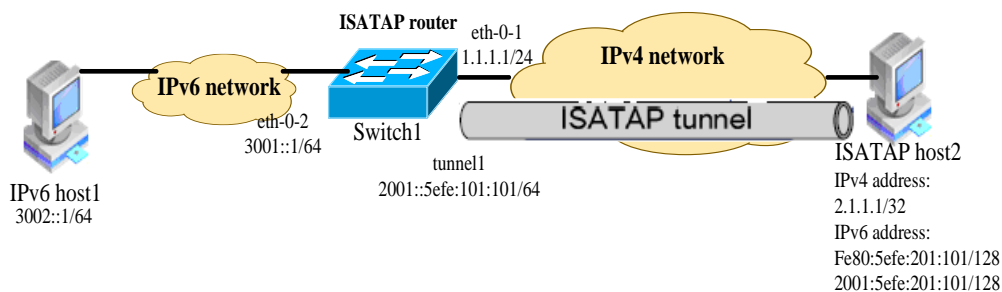 ISATAP router
eth-0-1
1.1.1.1/24
IPv4 network
IPv6 network
Switch1
ISATAP tunnel
eth-0-2
3001::1/64
tunnel1
2001::5efe:101:101/64
IPv6 host1
3002::1/64
ISATAP host2
IPv4 address:
2.1.1.1/32
IPv6 address:
Fe80:5efe:201:101/128
2001:5efe:201:101/128